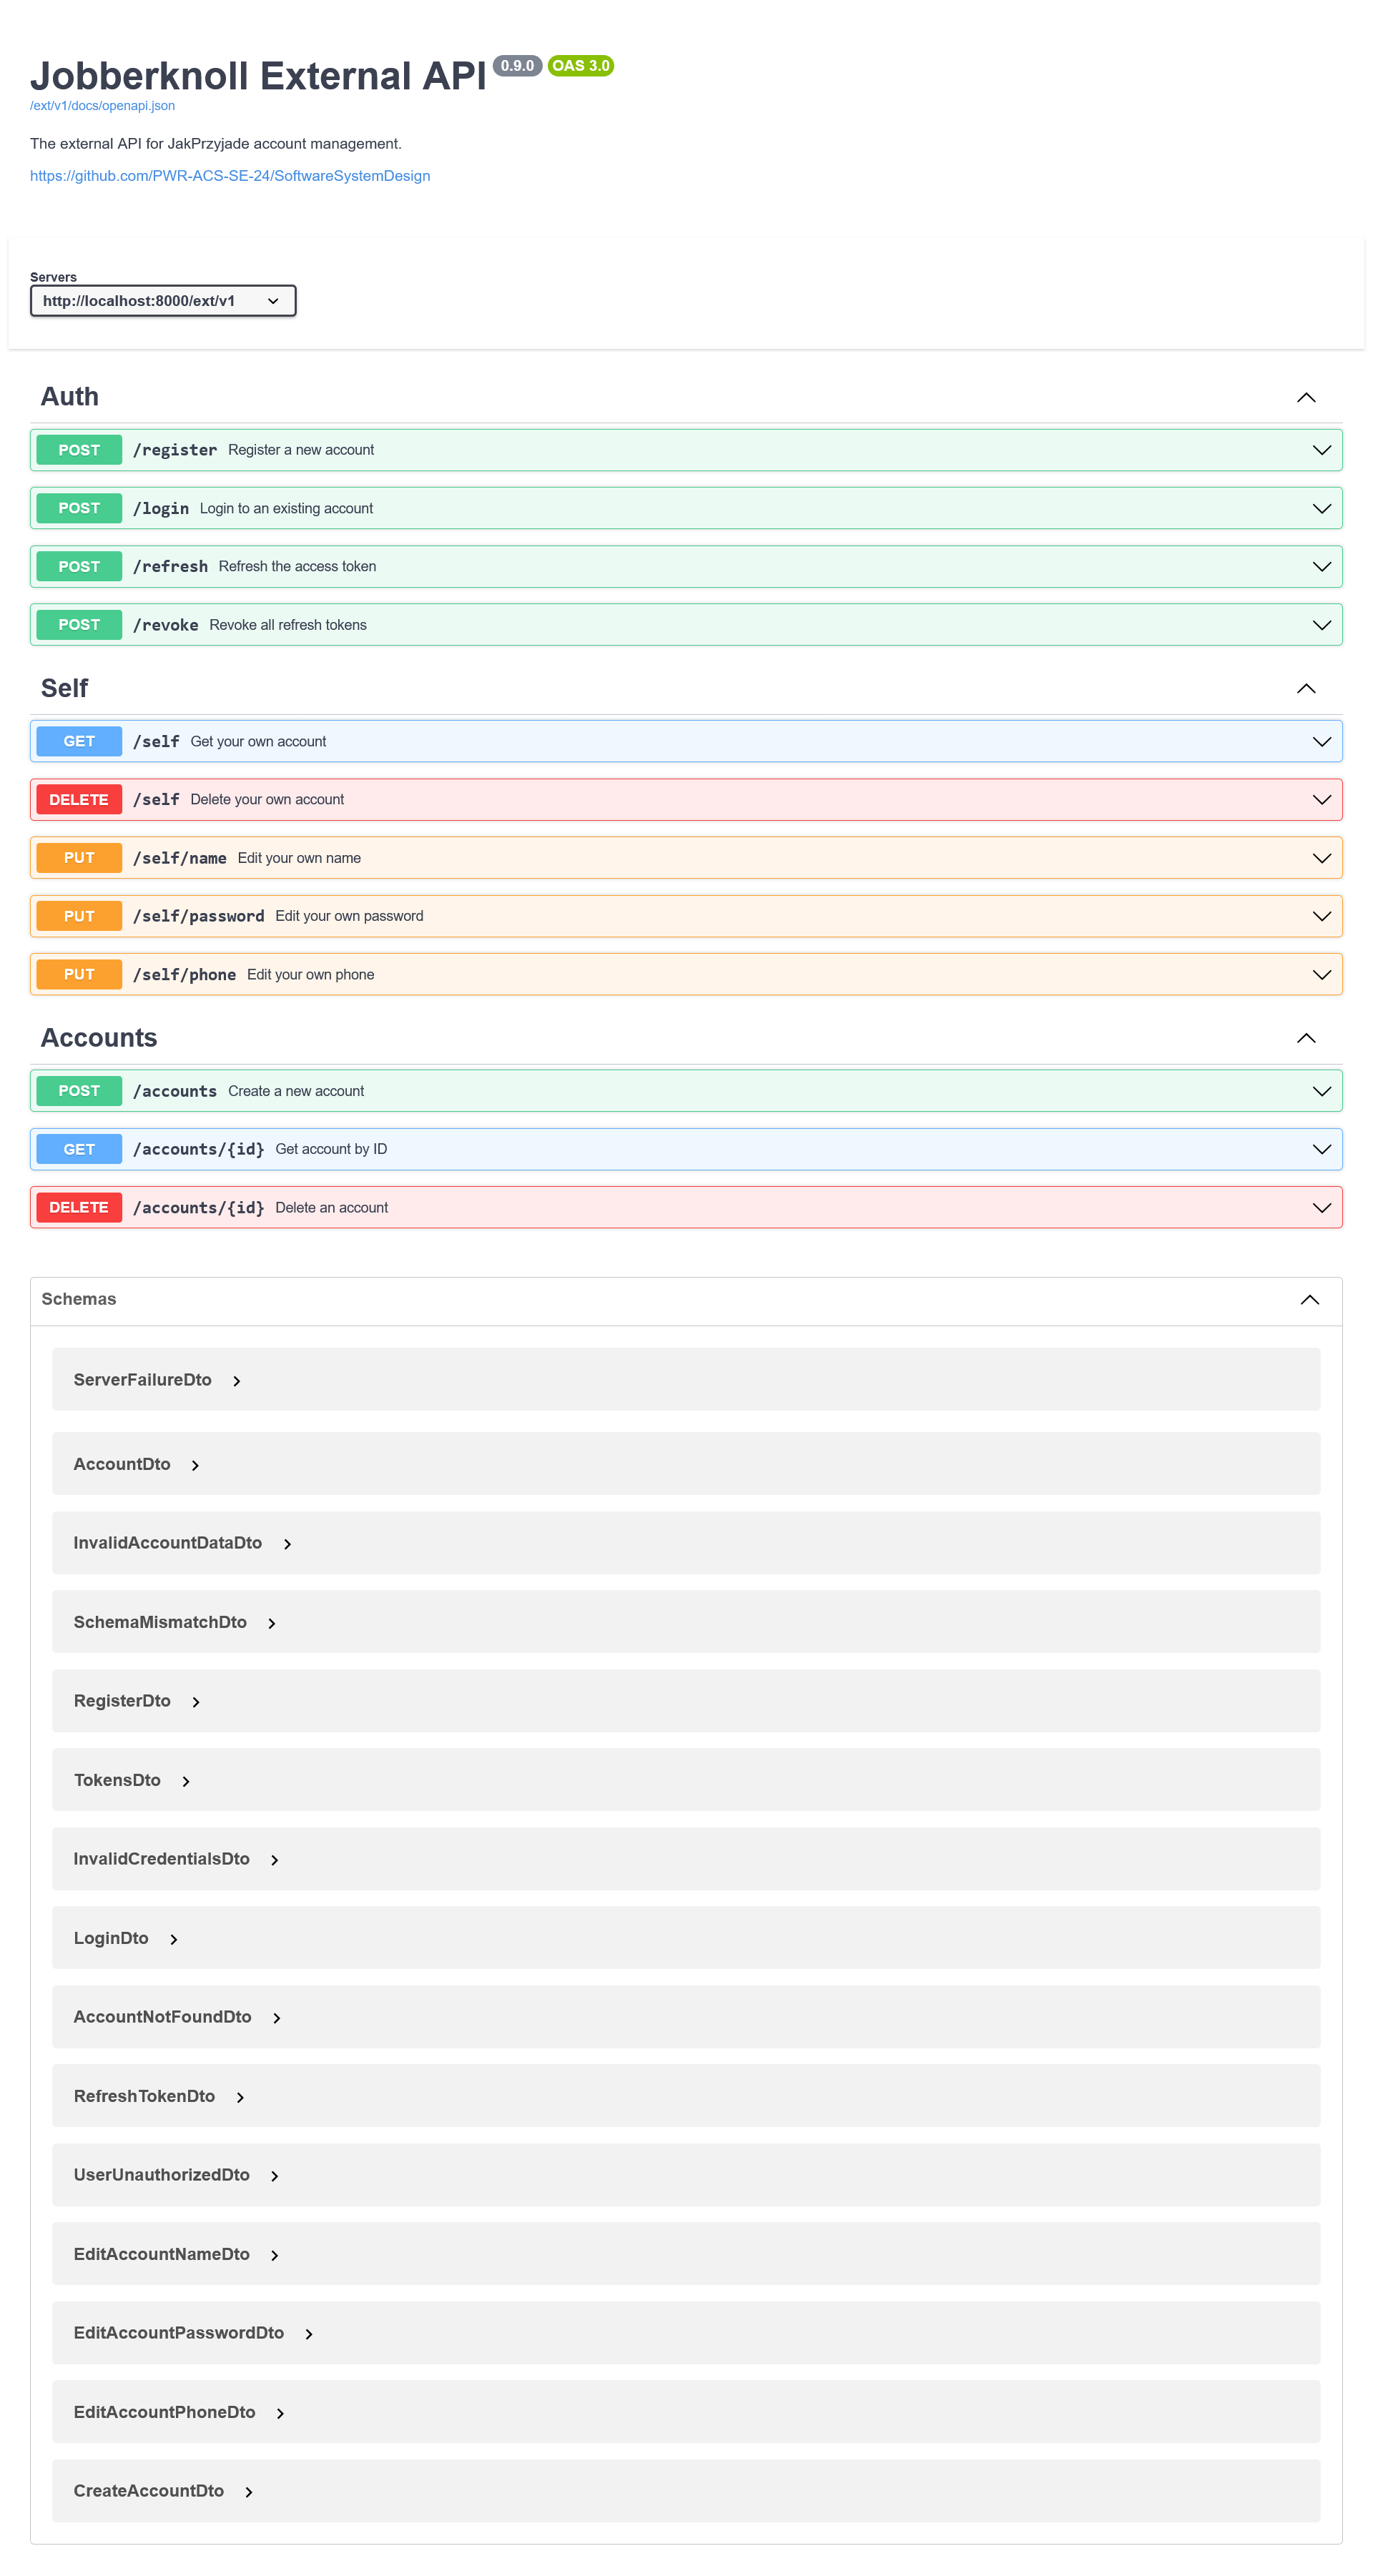 Jobberknoll External API 0.9.0 OAS 3.0
/ext/v1/docs/openapi.json
The external API for JakPrzyjade account management.
https://github.com/PWR-ACS-SE-24/SoftwareSystemDesign
Servers
http://localhost:8000/ext/v1
Auth
POST /register Register a new account
POST /login Login to an existing account
POST /refresh Refresh the access token
POST /revoke Revoke all refresh tokens
Self
GET /self Get your own account
DELETE /self Delete your own account
PUT /self/name Edit your own name
PUT /self/password Edit your own password
PUT /self/phone Edit your own phone
Accounts
POST /accounts Create a new account
GET /accounts/{id} Get account by ID
DELETE /accounts/{id} Delete an account
Schemas
ServerFailureDto
AccountDto
InvalidAccountDataDto
SchemaMismatchDto
RegisterDto
TokensDto
InvalidCredentialsDto
LoginDto
AccountNotFoundDto
RefreshTokenDto
UserUnauthorizedDto
EditAccountNameDto
EditAccountPasswordDto
EditAccountPhoneDto
CreateAccountDto